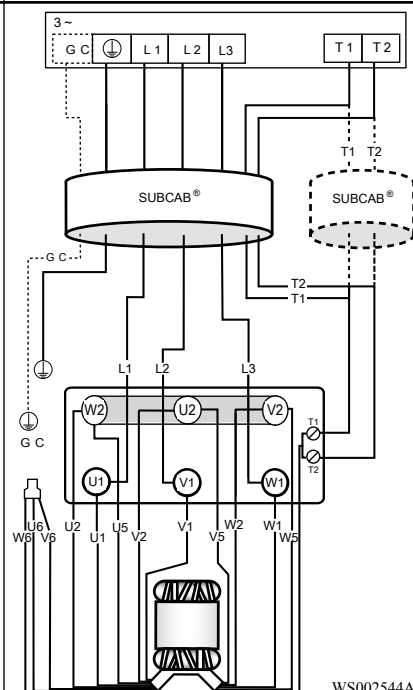 3~
G C L 1 L 2 L3 T 1 T 2
T1 T2
SUBCAB® SUBCAB®
G C
T2
T1
L1 L2 L3
W2 U2 V2
T1
G C
T2
U1 V1 W1
U6 U2 U5 V1 W2 W1
W6 V6 U1 V2 V5 W5
WS002544A